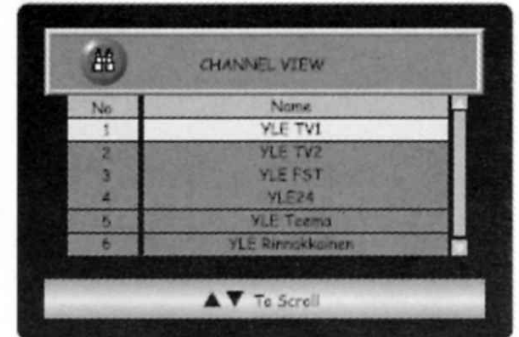 CHANNEL VIEW
No Name
1 YLE TV1
2 YLE TV2
3 YLE FST
4 YLE24
5 YLE Teema
6 YLE Rinnakkainen
▲ ▼ To Scroll